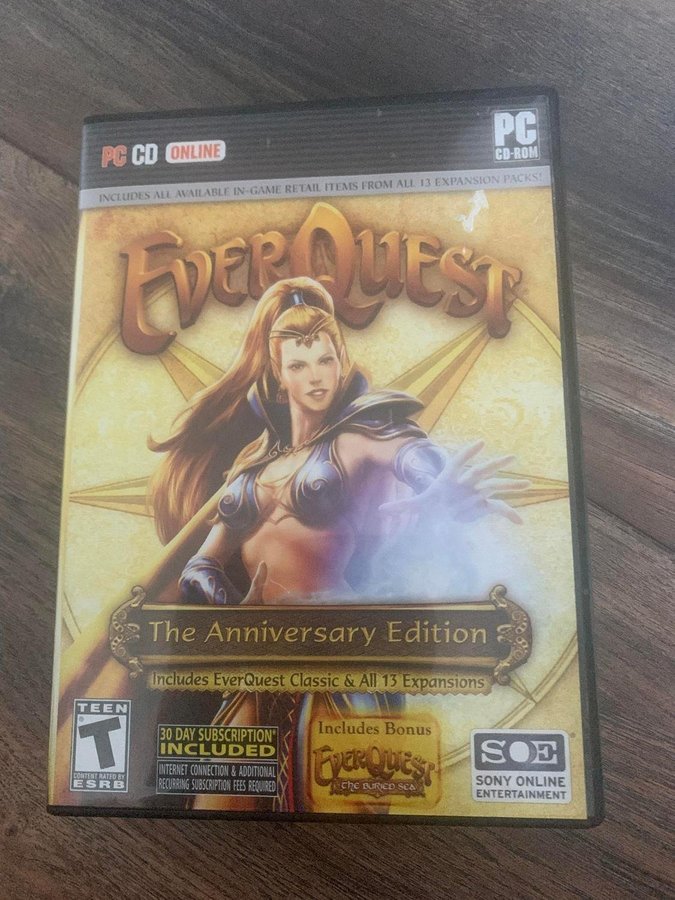 PC CD ONLINE
PC
CD-ROM
INCLUDES ALL AVAILABLE IN-GAME RETAIL ITEMS FROM ALL 13 EXPANSION PACKS!
EVERQUEST
The Anniversary Edition
Includes EverQuest Classic & All 13 Expansions
TEEN
T
CONTENT RATED BY
ESRB
30 DAY SUBSCRIPTION*
INCLUDED
INTERNET CONNECTION & ADDITIONAL
RECURRING SUBSCRIPTION FEES REQUIRED
Includes Bonus
EVERQUEST
THE BURIED SEA
SOE
SONY ONLINE
ENTERTAINMENT